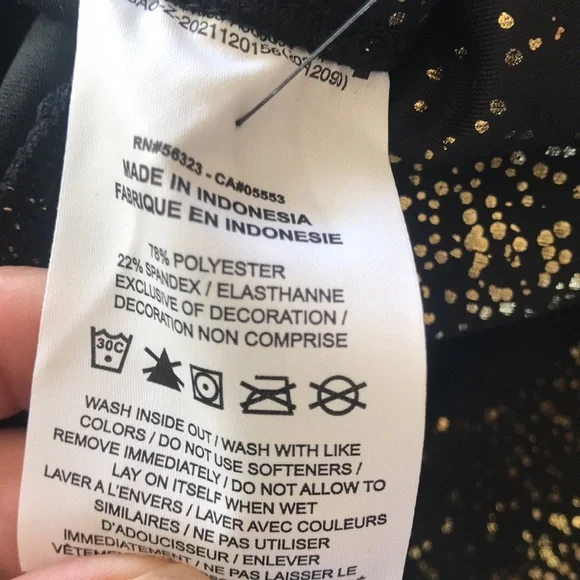 RN#56323 - CA#05553
MADE IN INDONESIA
FABRIQUE EN INDONESIE
78% POLYESTER
22% SPANDEX / ELASTHANNE
EXCLUSIVE OF DECORATION /
DECORATION NON COMPRISE
30C
WASH INSIDE OUT / WASH WITH LIKE
COLORS / DO NOT USE SOFTENERS /
REMOVE IMMEDIATELY / DO NOT ALLOW TO
LAY ON ITSELF WHEN WET
LAVER A L'ENVERS / LAVER AVEC COULEURS
SIMILAIRES / NE PAS UTILISER
D'ADOUCISSEUR / ENLEVER
IMMEDIATEMENT / NE PAS LAISSER LE